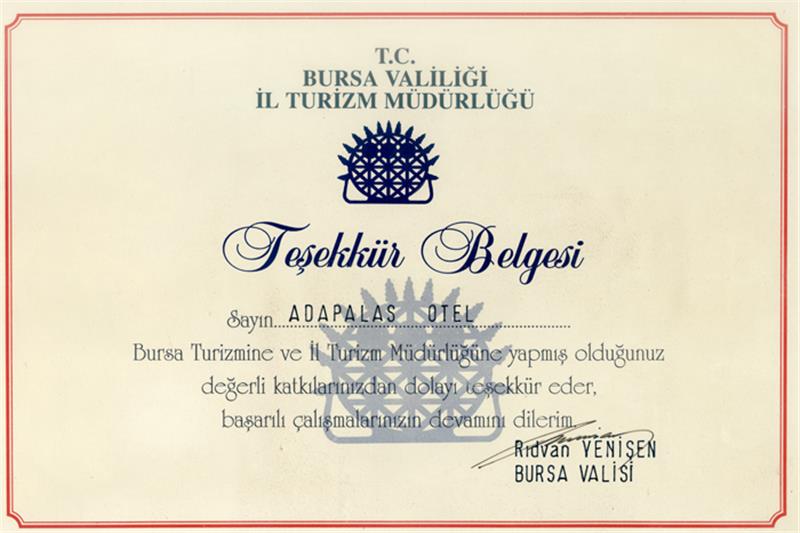 T.C.
BURSA VALİLİĞİ
İL TURİZM MÜDÜRLÜĞÜ
Teşekkür Belgesi
Sayın ADAPALAS OTEL
Bursa Turizmine ve İl Turizm Müdürlüğüne yapmış olduğunuz
değerli katkılarınızdan dolayı teşekkür eder,
başarılı çalışmalarınızın devamını dilerim.
Rıdvan YENİŞEN
BURSA VALİSİ